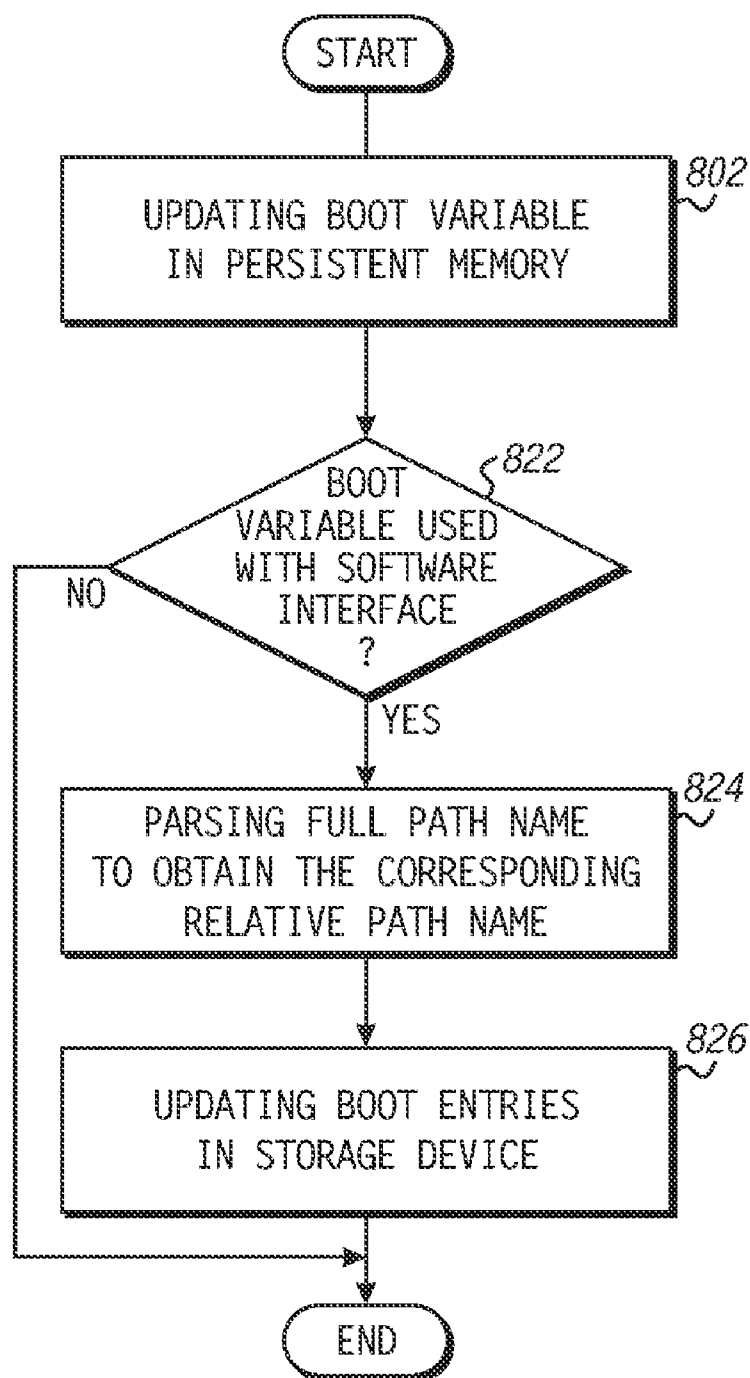 START
802
UPDATING BOOT VARIABLE
IN PERSISTENT MEMORY
822
BOOT
VARIABLE USED
WITH SOFTWARE
INTERFACE
?
NO
YES
824
PARSING FULL PATH NAME
TO OBTAIN THE CORRESPONDING
RELATIVE PATH NAME
826
UPDATING BOOT ENTRIES
IN STORAGE DEVICE
END